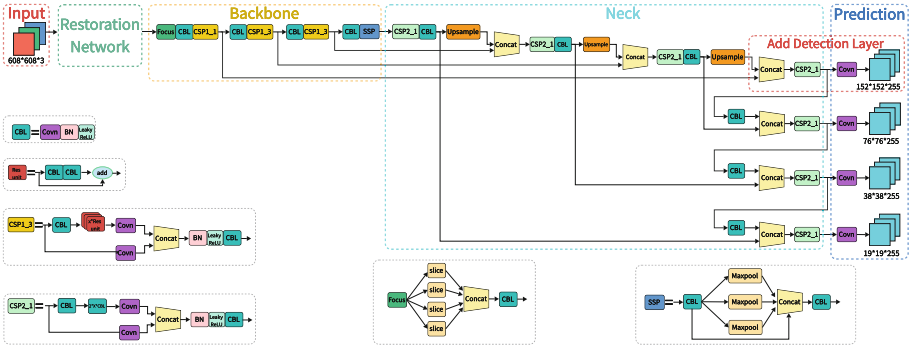 Input
608*608*3
Restoration
Network
Backbone
Focus CBL CSP1_1 CBL CSP1_3 CBL CSP1_3 CBL SSP
Neck
CSP2_1 CBL Upsample Concat CSP2_1 CBL Upsample Concat CSP2_1 CBL Upsample
Prediction
Add Detection Layer
Concat CSP2_1 Covn
152*152*255
CBL Concat CSP2_1 Covn
76*76*255
CBL Concat CSP2_1 Covn
38*38*255
CBL Concat CSP2_1 Covn
19*19*255
CBL = Covn BN Leaky
ReLU
Res
unit = CBL CBL add
CSP1_3 = CBL X*Res
unit Covn
Covn
Concat BN Leaky
ReLU CBL
CSP2_1 = CBL 2*X*CBL Covn
Covn
Concat BN Leaky
ReLU CBL
Focus
slice
slice
slice
slice
Concat CBL
SSP = CBL
Maxpool
Maxpool
Maxpool
Concat CBL